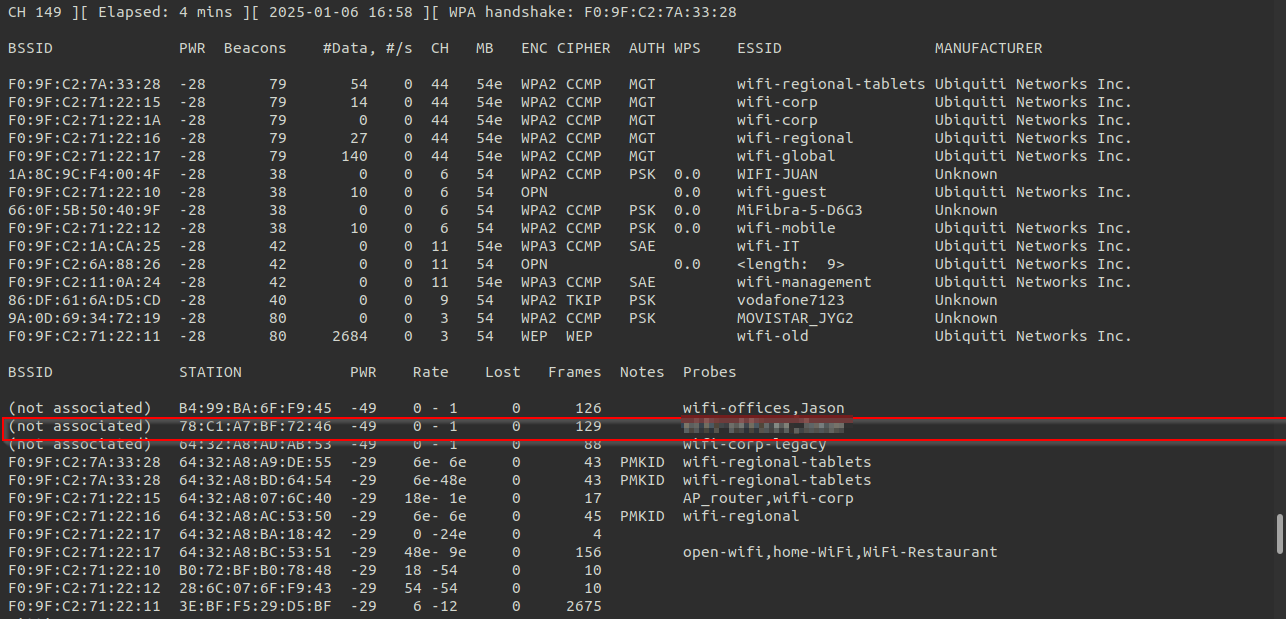 CH 149 ][ Elapsed: 4 mins ][ 2025-01-06 16:58 ][ WPA handshake: F0:9F:C2:7A:33:28
BSSID PWR Beacons #Data, #/s CH MB ENC CIPHER AUTH WPS ESSID MANUFACTURER
F0:9F:C2:7A:33:28 -28 79 54 0 44 54e WPA2 CCMP MGT wifi-regional-tablets Ubiquiti Networks Inc.
F0:9F:C2:71:22:15 -28 79 14 0 44 54e WPA2 CCMP MGT wifi-corp Ubiquiti Networks Inc.
F0:9F:C2:71:22:1A -28 79 0 0 44 54e WPA2 CCMP MGT wifi-corp Ubiquiti Networks Inc.
F0:9F:C2:71:22:16 -28 79 27 0 44 54e WPA2 CCMP MGT wifi-regional Ubiquiti Networks Inc.
F0:9F:C2:71:22:17 -28 79 140 0 44 54e WPA2 CCMP MGT wifi-global Ubiquiti Networks Inc.
1A:8C:9C:F4:00:4F -28 38 0 0 6 54 WPA2 CCMP PSK 0.0 WIFI-JUAN Unknown
F0:9F:C2:71:22:10 -28 38 10 0 6 54 OPN 0.0 wifi-guest Ubiquiti Networks Inc.
66:0F:5B:50:40:9F -28 38 0 0 6 54 WPA2 CCMP PSK 0.0 MiFibra-5-D6G3 Unknown
F0:9F:C2:71:22:12 -28 38 10 0 6 54 WPA2 CCMP PSK 0.0 wifi-mobile Ubiquiti Networks Inc.
F0:9F:C2:1A:CA:25 -28 42 0 0 11 54e WPA3 CCMP SAE wifi-IT Ubiquiti Networks Inc.
F0:9F:C2:6A:88:26 -28 42 0 0 11 54 OPN 0.0 <length: 9> Ubiquiti Networks Inc.
F0:9F:C2:11:0A:24 -28 42 0 0 11 54e WPA3 CCMP SAE wifi-management Ubiquiti Networks Inc.
86:DF:61:6A:D5:CD -28 40 0 0 9 54 WPA2 TKIP PSK vodafone7123 Unknown
9A:0D:69:34:72:19 -28 80 0 0 3 54 WPA2 CCMP PSK MOVISTAR_JYG2 Unknown
F0:9F:C2:71:22:11 -28 80 2684 0 3 54 WEP WEP wifi-old Ubiquiti Networks Inc.
BSSID STATION PWR Rate Lost Frames Notes Probes
(not associated) B4:99:BA:6F:F9:45 -49 0 - 1 0 126 wifi-offices,Jason
(not associated) 78:C1:A7:BF:72:46 -49 0 - 1 0 129
(not associated) 64:32:A8:AD:AB:53 -49 0 - 1 0 88 wifi-corp-legacy
F0:9F:C2:7A:33:28 64:32:A8:A9:DE:55 -29 6e- 6e 0 43 PMKID wifi-regional-tablets
F0:9F:C2:7A:33:28 64:32:A8:BD:64:54 -29 6e-48e 0 43 PMKID wifi-regional-tablets
F0:9F:C2:71:22:15 64:32:A8:07:6C:40 -29 18e- 1e 0 17 AP_router,wifi-corp
F0:9F:C2:71:22:16 64:32:A8:AC:53:50 -29 6e- 6e 0 45 PMKID wifi-regional
F0:9F:C2:71:22:17 64:32:A8:BA:18:42 -29 0 -24e 0 4
F0:9F:C2:71:22:17 64:32:A8:BC:53:51 -29 48e- 9e 0 156 open-wifi,home-WiFi,WiFi-Restaurant
F0:9F:C2:71:22:10 B0:72:BF:B0:78:48 -29 18 -54 0 10
F0:9F:C2:71:22:12 28:6C:07:6F:F9:43 -29 54 -54 0 10
F0:9F:C2:71:22:11 3E:BF:F5:29:D5:BF -29 6 -12 0 2675